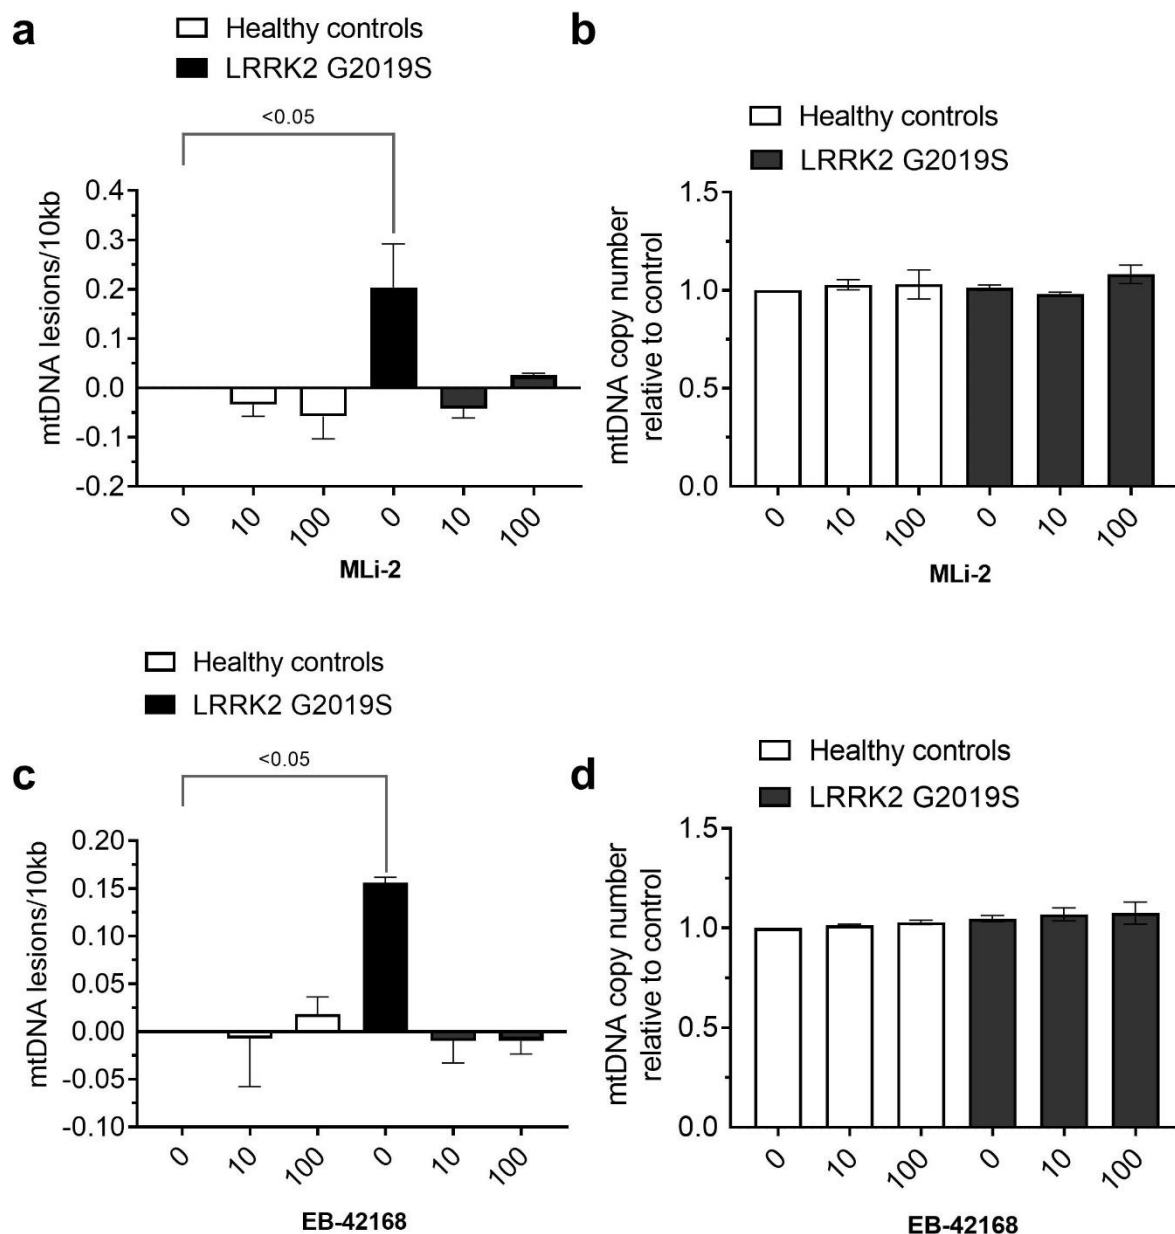 a
Healthy controls
LRRK2 G2019S
<0.05
mtDNA lesions/10kb
0.4
0.3
0.2
0.1
0.0
-0.1
-0.2
0
10
100
0
10
100
MLi-2
b
Healthy controls
LRRK2 G2019S
mtDNA copy number
relative to control
1.5
1.0
0.5
0.0
0
10
100
0
10
100
MLi-2
c
Healthy controls
LRRK2 G2019S
<0.05
mtDNA lesions/10kb
0.20
0.15
0.10
0.05
0.00
-0.05
-0.10
0
10
100
0
10
100
EB-42168
d
Healthy controls
LRRK2 G2019S
mtDNA copy number
relative to control
1.5
1.0
0.5
0.0
0
10
100
0
10
100
EB-42168